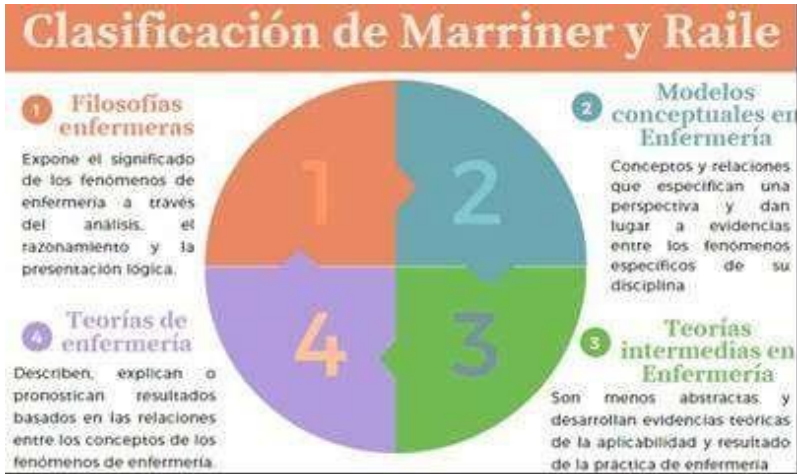 Clasificación de Marriner y Raile
1
Filosofías
enfermeras
Expone el significado
de los fenómenos de
enfermería a través
del análisis, el
razonamiento y la
presentación lógica.
2
Modelos
conceptuales en
Enfermería
Conceptos y relaciones
que especifican una
perspectiva y dan
lugar a evidencias
entre los fenómenos
específicos de su
disciplina
1
2
4
3
4
Teorías de
enfermería
Describen, explican o
pronostican resultados
basados en las relaciones
entre los conceptos de los
fenómenos de enfermería.
3
Teorías
intermedias en
Enfermería
Son menos abstractas y
desarrollan evidencias teóricas
de la aplicabilidad y resultado
de la práctica de enfermería